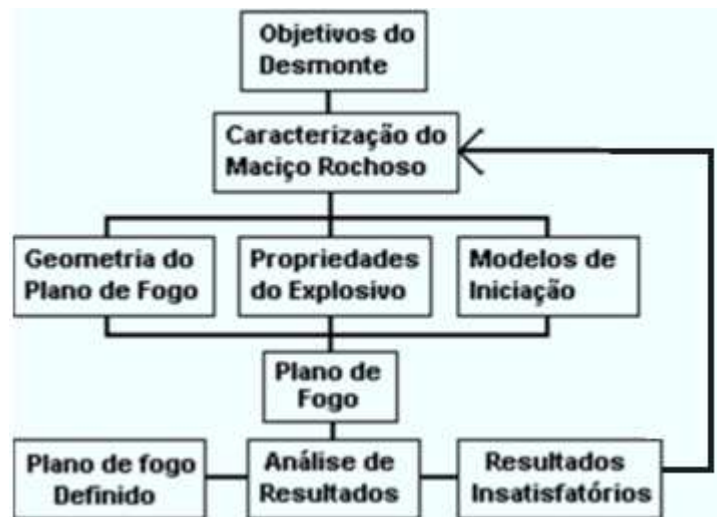 Objetivos do
Desmonte
Caracterização do
Maciço Rochoso
Geometria do
Plano de Fogo
Propriedades
do Explosivo
Modelos de
Iniciação
Plano de
Fogo
Plano de fogo
Definido
Análise de
Resultados
Resultados
Insatisfatórios